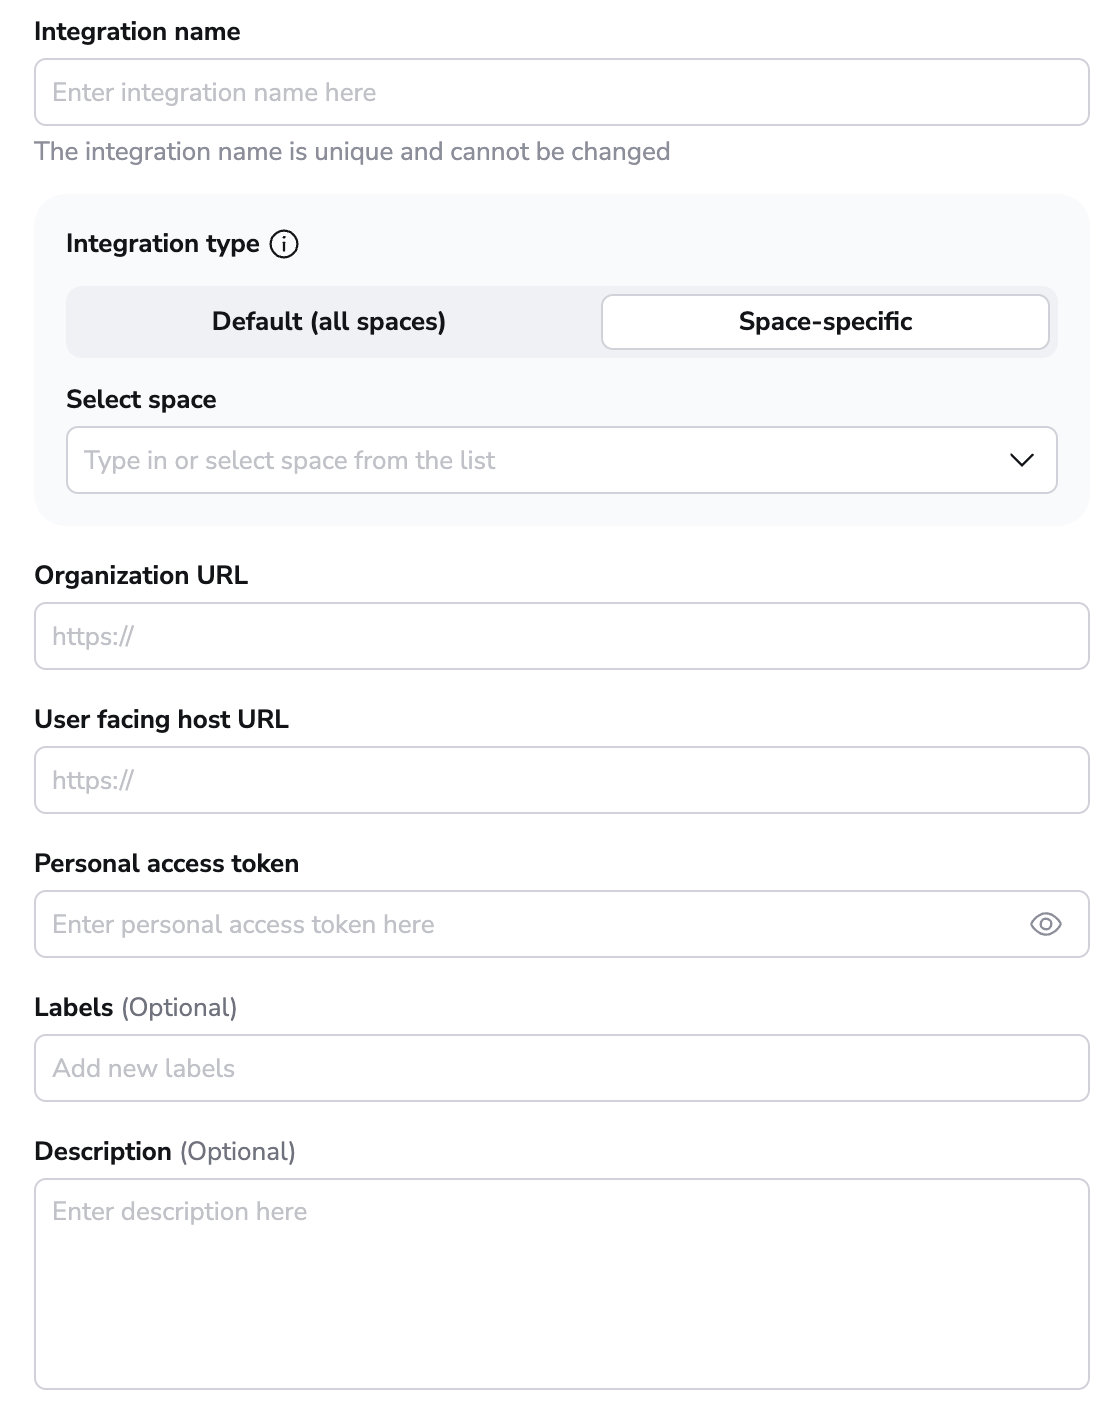 Integration name
Enter integration name here
The integration name is unique and cannot be changed
Integration type
Default (all spaces) Space-specific
Select space
Type in or select space from the list
Organization URL
https://
User facing host URL
https://
Personal access token
Enter personal access token here
Labels (Optional)
Add new labels
Description (Optional)
Enter description here